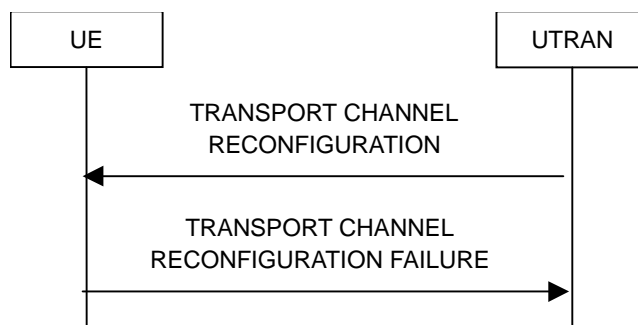 UE
UTRAN
TRANSPORT CHANNEL
RECONFIGURATION
TRANSPORT CHANNEL
RECONFIGURATION FAILURE